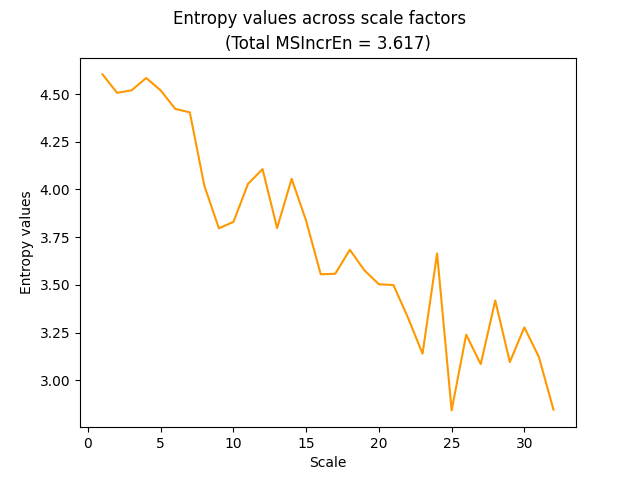 Entropy values across scale factors
(Total MSIncrEn = 3.617)
4.50
4.25
4.00
3.75
3.50
3.25
3.00
Entropy values
0 5 10 15 20 25 30
Scale